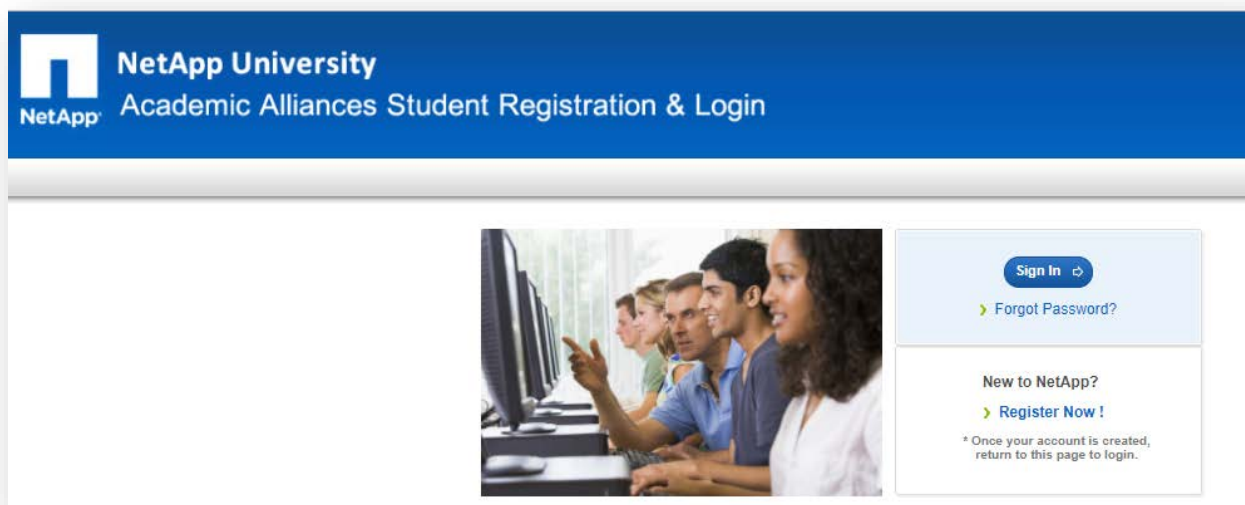 NetApp University
Academic Alliances Student Registration & Login
NetApp
Sign In
Forgot Password?
New to NetApp?
Register Now !
* Once your account is created,
return to this page to login.